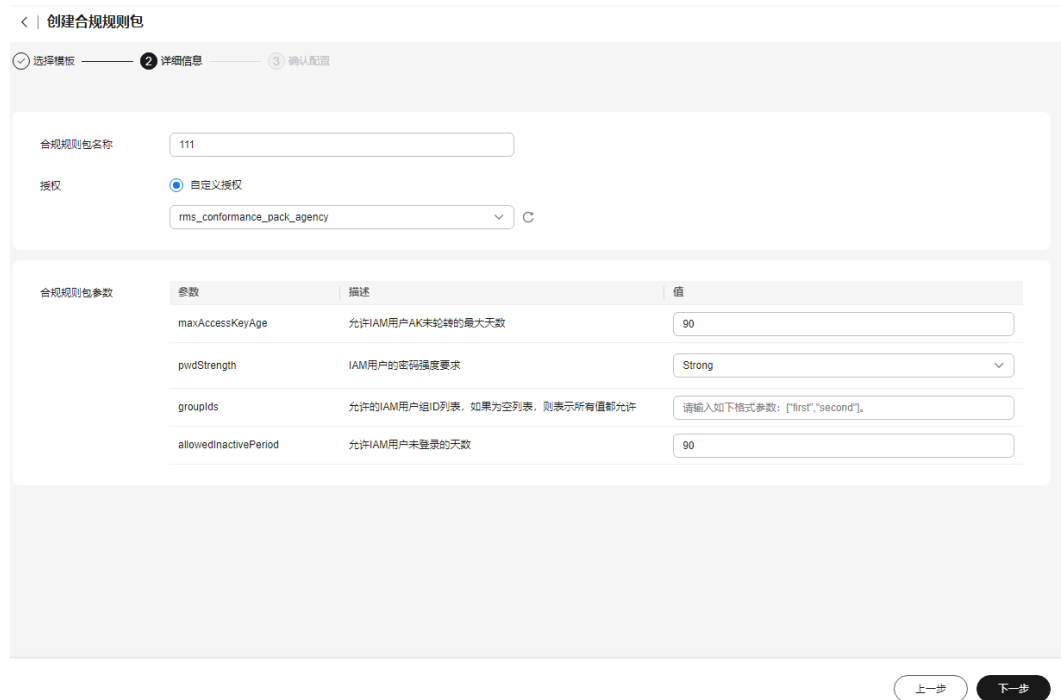 创建合规规则包
选择模板 2 详细信息 3 确认配置
合规规则包名称 111
授权 自定义授权
rms_conformance_pack_agency
合规规则包参数 参数 描述 值
maxAccessKeyAge 允许IAM用户AK未轮转的最大天数 90
pwdStrength IAM用户的密码强度要求 Strong
groupIds 允许的IAM用户组ID列表，如果为空列表，则表示所有值都允许 请输入如下格式参数：["first","second"]。
allowedInactivePeriod 允许IAM用户未登录的天数 90
上一步 下一步